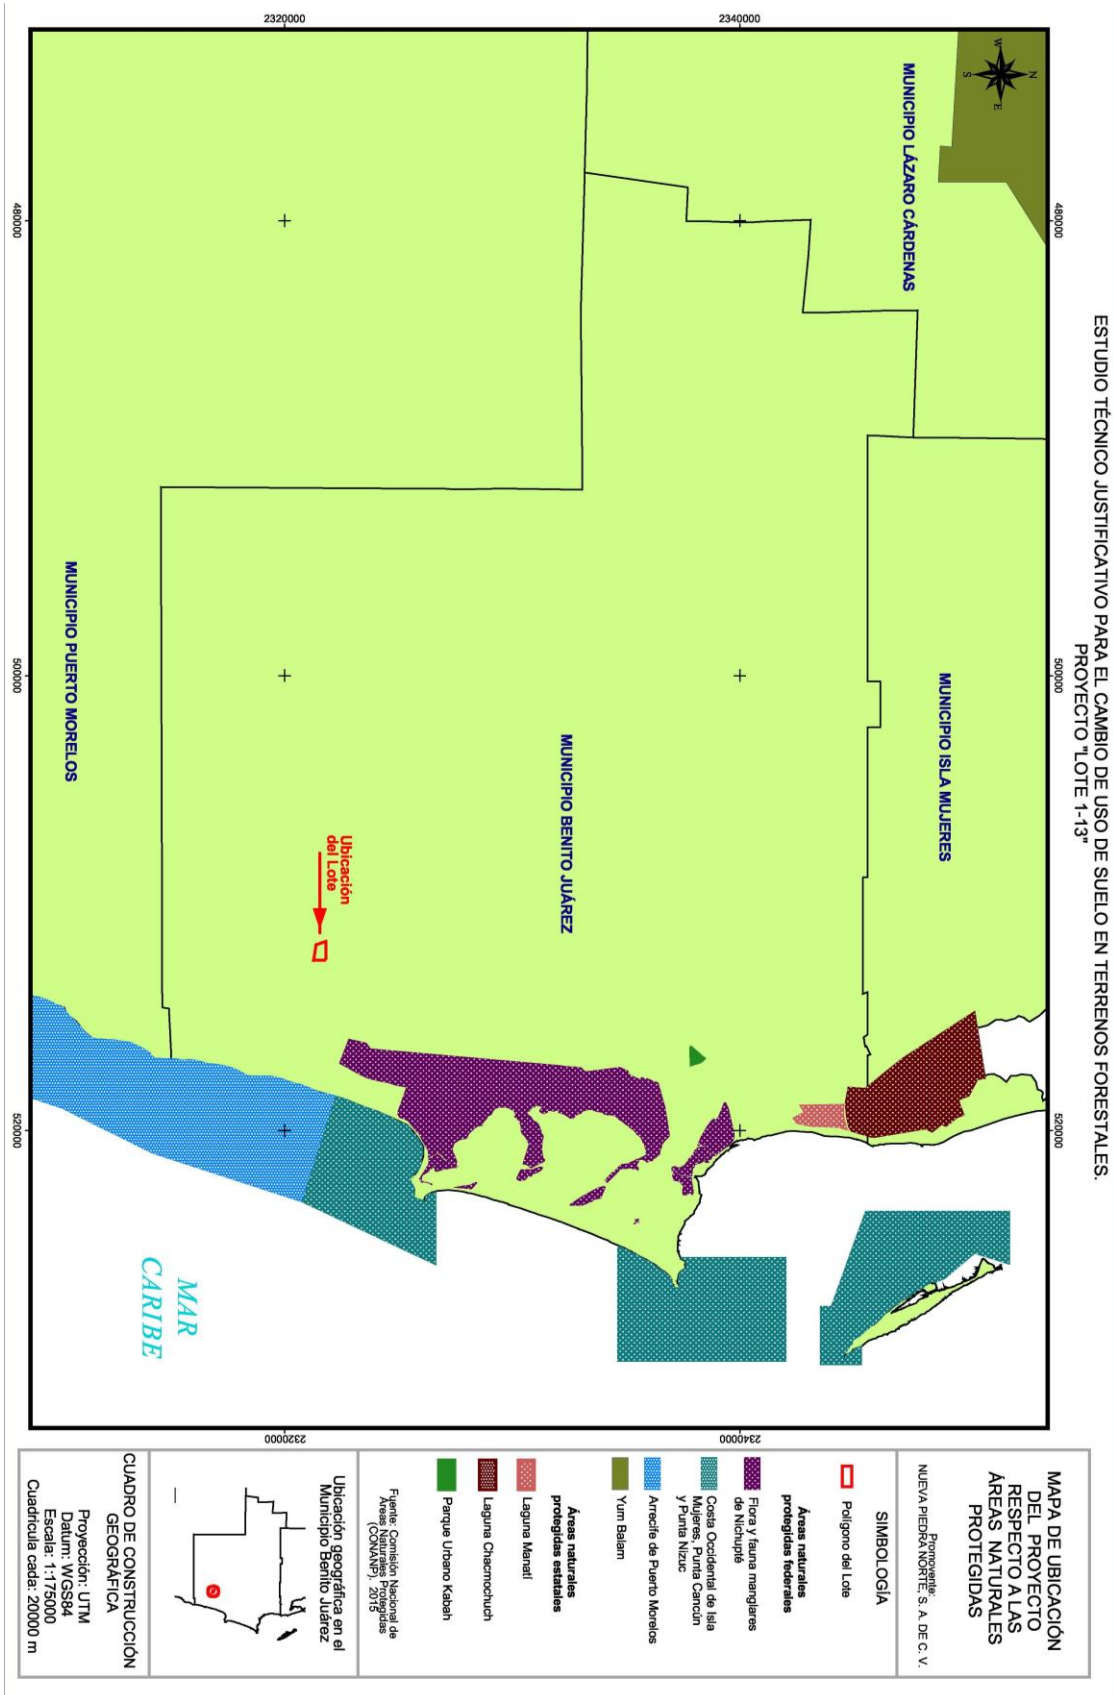 ESTUDIO TÉCNICO JUSTIFICATIVO PARA EL CAMBIO DE USO DE SUELO EN TERRENOS FORESTALES.
PROYECTO "LOTE 1-13"
480000
500000
520000
2340000
2320000
N
W
E
S
MUNICIPIO LÁZARO CÁRDENAS
MUNICIPIO ISLA MUJERES
MUNICIPIO BENITO JUÁREZ
Ubicación
del Lote
MUNICIPIO PUERTO MORELOS
MAR
CARIBE
2340000
2320000
480000
500000
520000
MAPA DE UBICACIÓN
DEL PROYECTO
RESPECTO A LAS
ÁREAS NATURALES
PROTEGIDAS
Promovente:
NUEVA PIEDRA NORTE, S. A. DE C. V.
SIMBOLOGÍA
Polígono del Lote
Áreas naturales
protegidas federales
Flora y fauna manglares
de Nichupté
Costa Occidental de Isla
Mujeres, Punta Cancún
y Punta Nizuc
Arrecife de Puerto Morelos
Yum Balam
Áreas naturales
protegidas estatales
Laguna Manatí
Laguna Chacmochuch
Parque Urbano Kabah
Fuente: Comisión Nacional de
Áreas Naturales Protegidas
(CONANP). 2015
Ubicación geográfica en el
Municipio Benito Juárez
CUADRO DE CONSTRUCCIÓN
GEOGRÁFICA
Proyección: UTM
Datum: WGS84
Escala: 1:175000
Cuadrícula cada: 20000 m